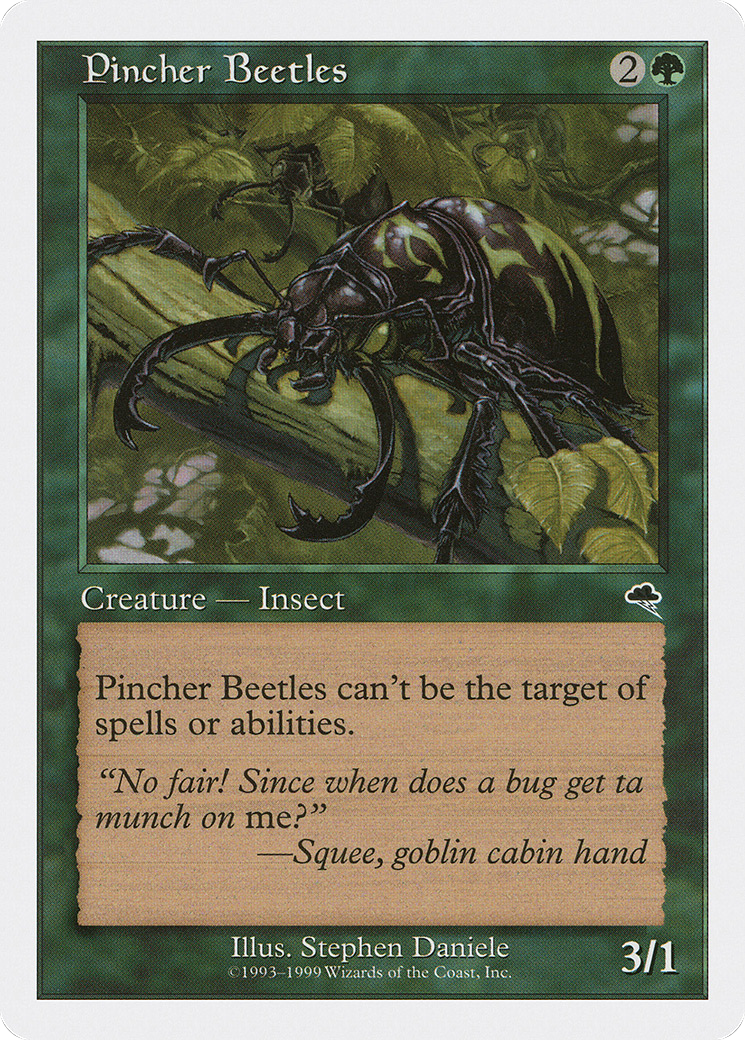 Pincher Beetles 2
Creature — Insect
Pincher Beetles can't be the target of
spells or abilities.
“No fair! Since when does a bug get ta
munch on me?”
—Squee, goblin cabin hand
Illus. Stephen Daniele
©1993–1999 Wizards of the Coast, Inc.
3/1